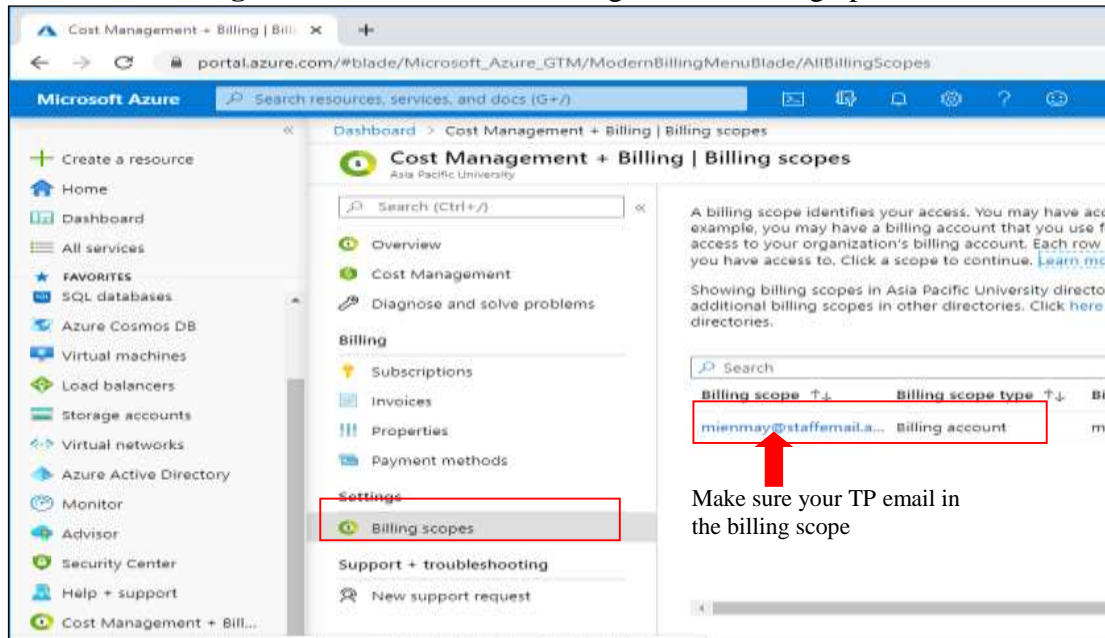 Cost Management + Billing | Bill
portal.azure.com/#blade/Microsoft_Azure_GTM/ModernBillingMenuBlade/AllBillingScopes
Microsoft Azure
Search resources, services, and docs (G+/)
Create a resource
Home
Dashboard
All services
FAVORITES
SQL databases
Azure Cosmos DB
Virtual machines
Load balancers
Storage accounts
Virtual networks
Azure Active Directory
Monitor
Advisor
Security Center
Help + support
Cost Management + Bill...
Dashboard > Cost Management + Billing | Billing scopes
Cost Management + Billing | Billing scopes
Asia Pacific University
Search (Ctrl+/)
Overview
Cost Management
Diagnose and solve problems
Billing
Subscriptions
Invoices
Properties
Payment methods
Settings
Billing scopes
Support + troubleshooting
New support request
A billing scope identifies your access. You may have acc
example, you may have a billing account that you use f
access to your organization's billing account. Each row
you have access to. Click a scope to continue. Learn mo
Showing billing scopes in Asia Pacific University directo
additional billing scopes in other directories. Click here
directories.
Search
Billing scope ↑↓ Billing scope type ↑↓ Bi
mienmay@staffemail.a... Billing account m
Make sure your TP email in
the billing scope